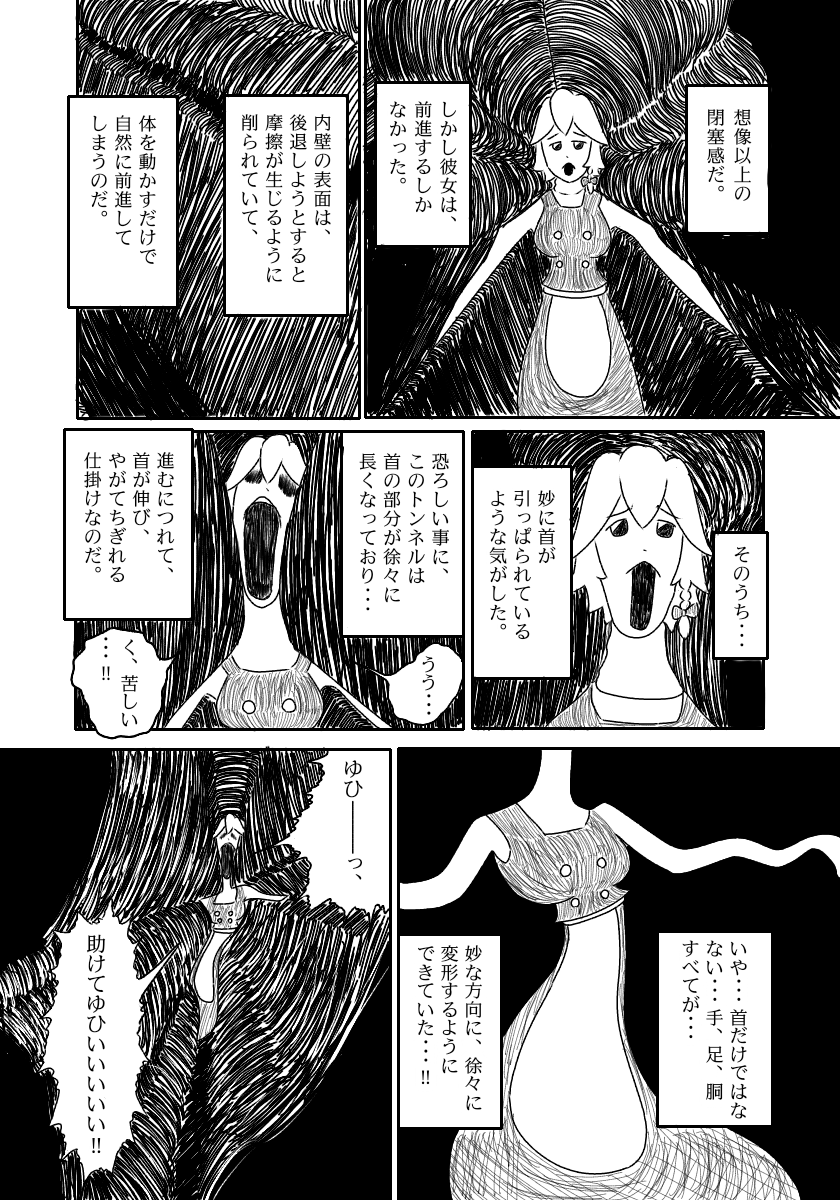 想像以上の
閉塞感だ。
しかし彼女は、
前進するしか
なかった。
内壁の表面は、
後退しようとすると
摩擦が生じるように
削られていて、
体を動かすだけで
自然に前進して
しまうのだ。
そのうち･･･
妙に首が
引っぱられている
ような気がした。
恐ろしい事に、
このトンネルは
首の部分が徐々に
長くなっており･･･
進むにつれて、
首が伸び、
やがてちぎれる
仕掛けなのだ。
うう･･･
く、苦しい
･･･!!
いや･･･首だけではな
ない･･･手、足、胴
すべてが･･･
妙な方向に、徐々に
変形するように
できていた･･･!!
ゆひ――っ、
助けてゆひいいいいい!!